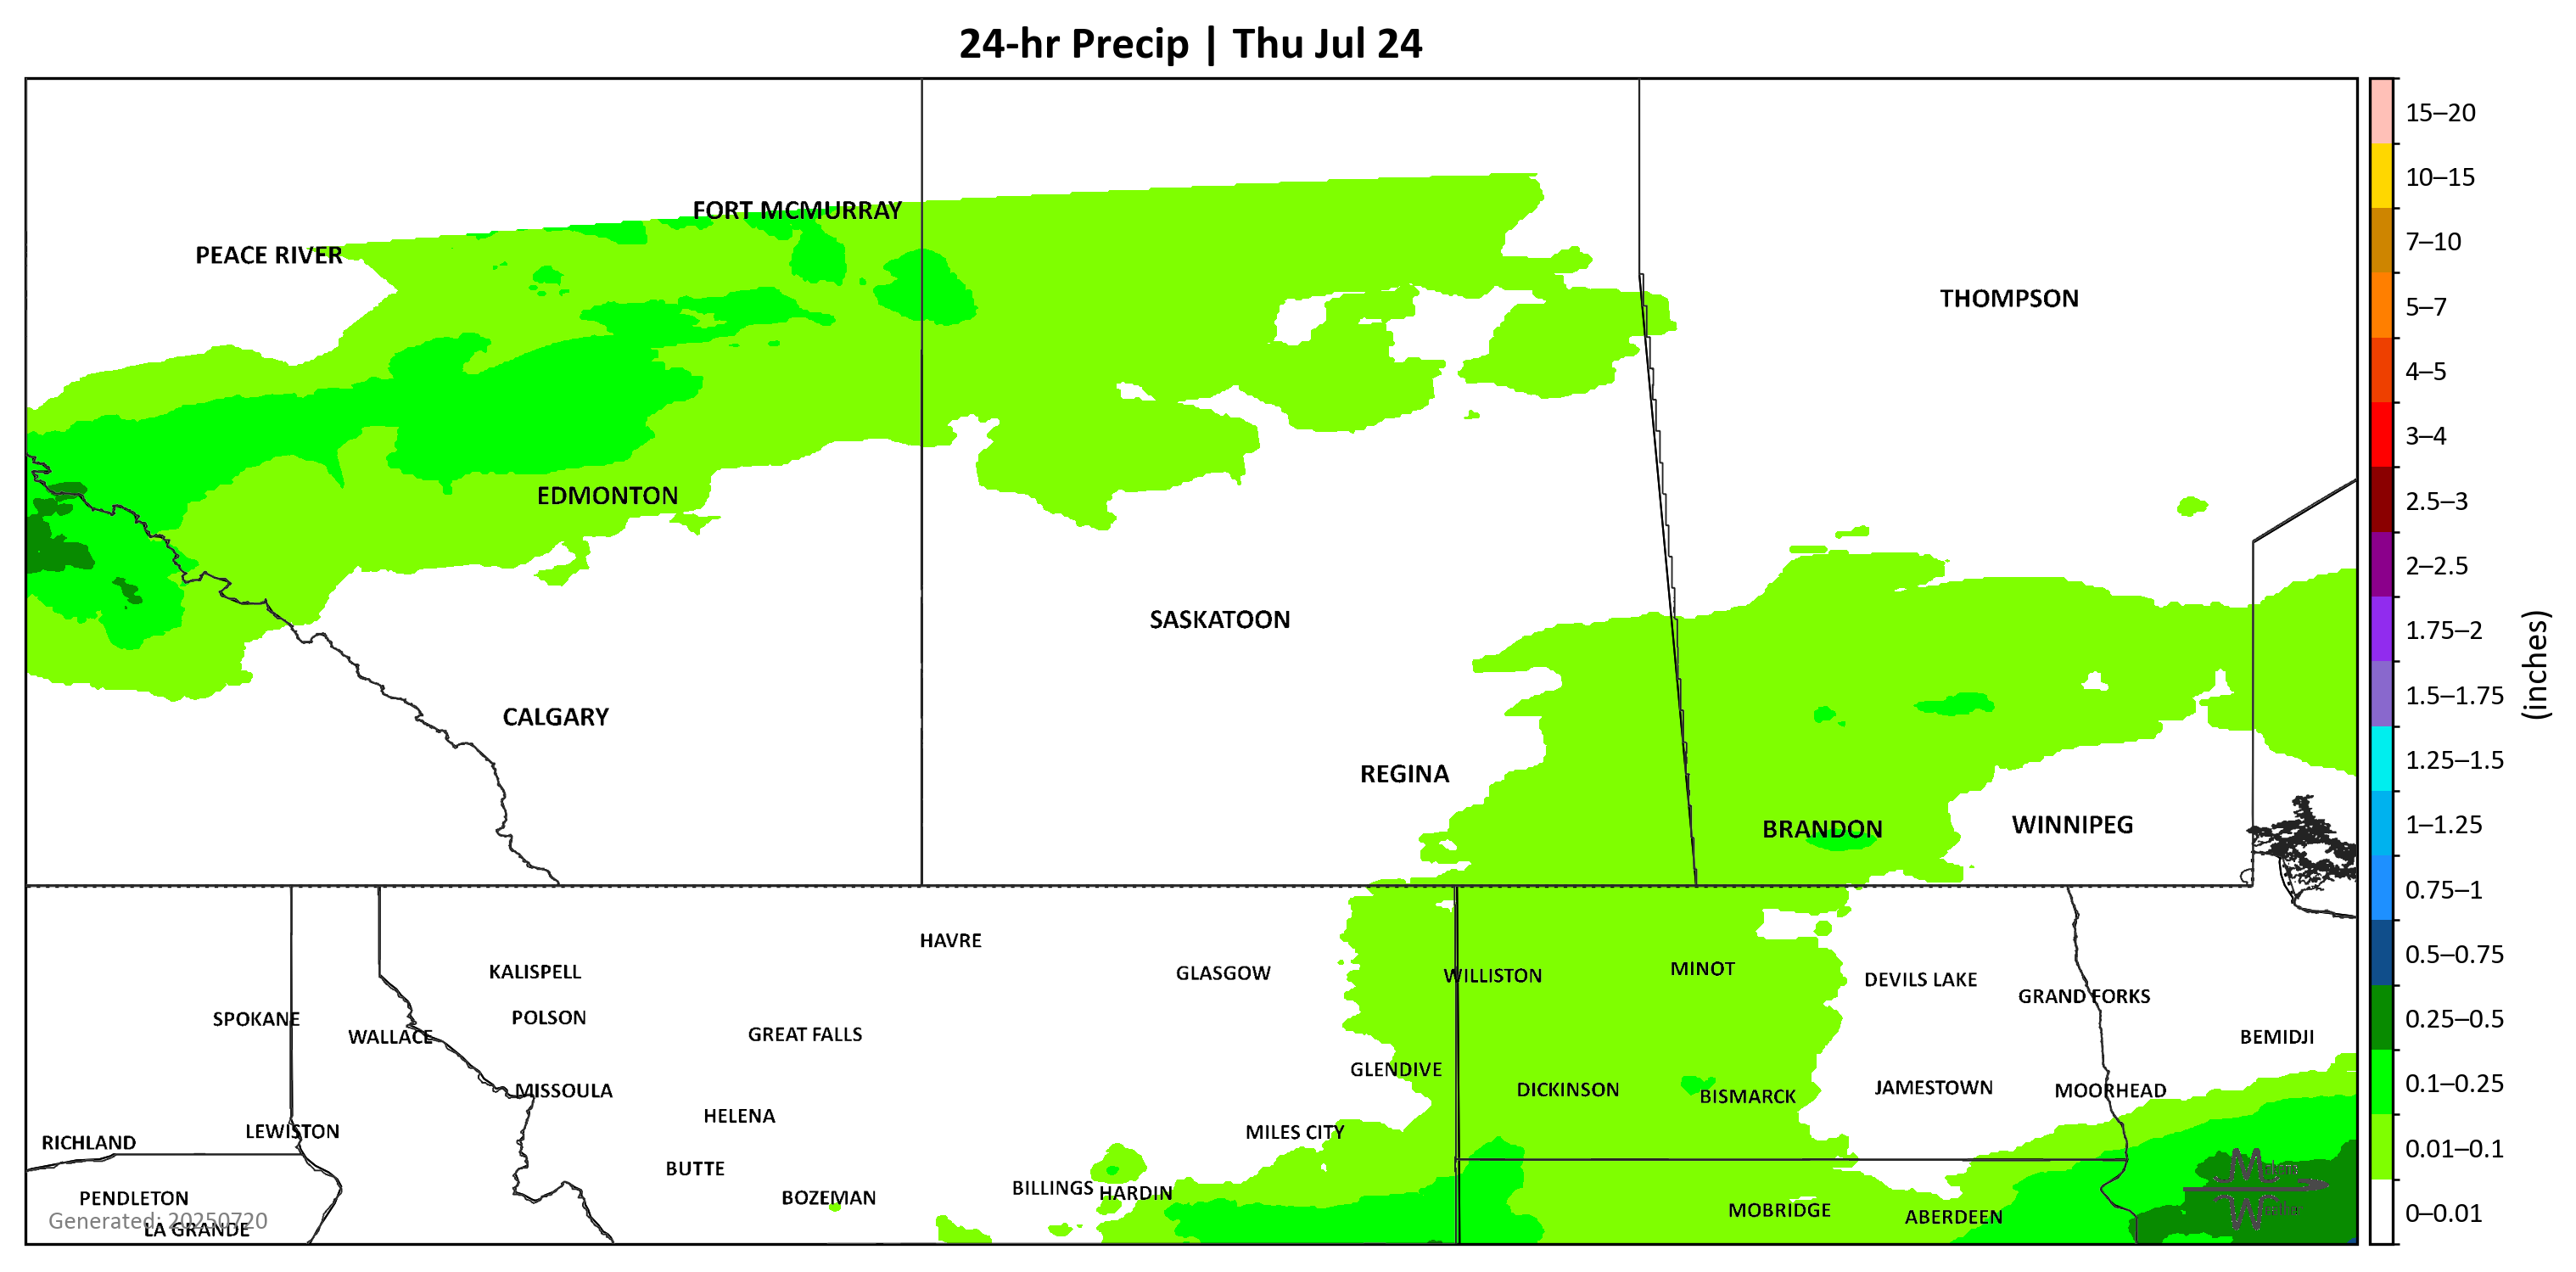 24-hr Precip | Thu Jul 24
FORT MCMURRAY
PEACE RIVER
THOMPSON
EDMONTON
SASKATOON
CALGARY
REGINA
BRANDON
WINNIPEG
HAVRE
KALISPELL
GLASGOW
WILLISTON
MINOT
DEVILS LAKE
GRAND FORKS
SPOKANE
POLSON
WALLACE
GREAT FALLS
BEMIDJI
GLENDIVE
MISSOULA
DICKINSON
BISMARCK
JAMESTOWN
MOORHEAD
HELENA
LEWISTON
MILES CITY
RICHLAND
BUTTE
BILLINGS
HARDIN
PENDLETON
BOZEMAN
MOBRIDGE
ABERDEEN
Generated: 20250720
LA GRANDE
15–20
10–15
7–10
5–7
4–5
3–4
2.5–3
2–2.5
1.75–2
1.5–1.75
1.25–1.5
1–1.25
0.75–1
0.5–0.75
0.25–0.5
0.1–0.25
0.01–0.1
0–0.01
(inches)